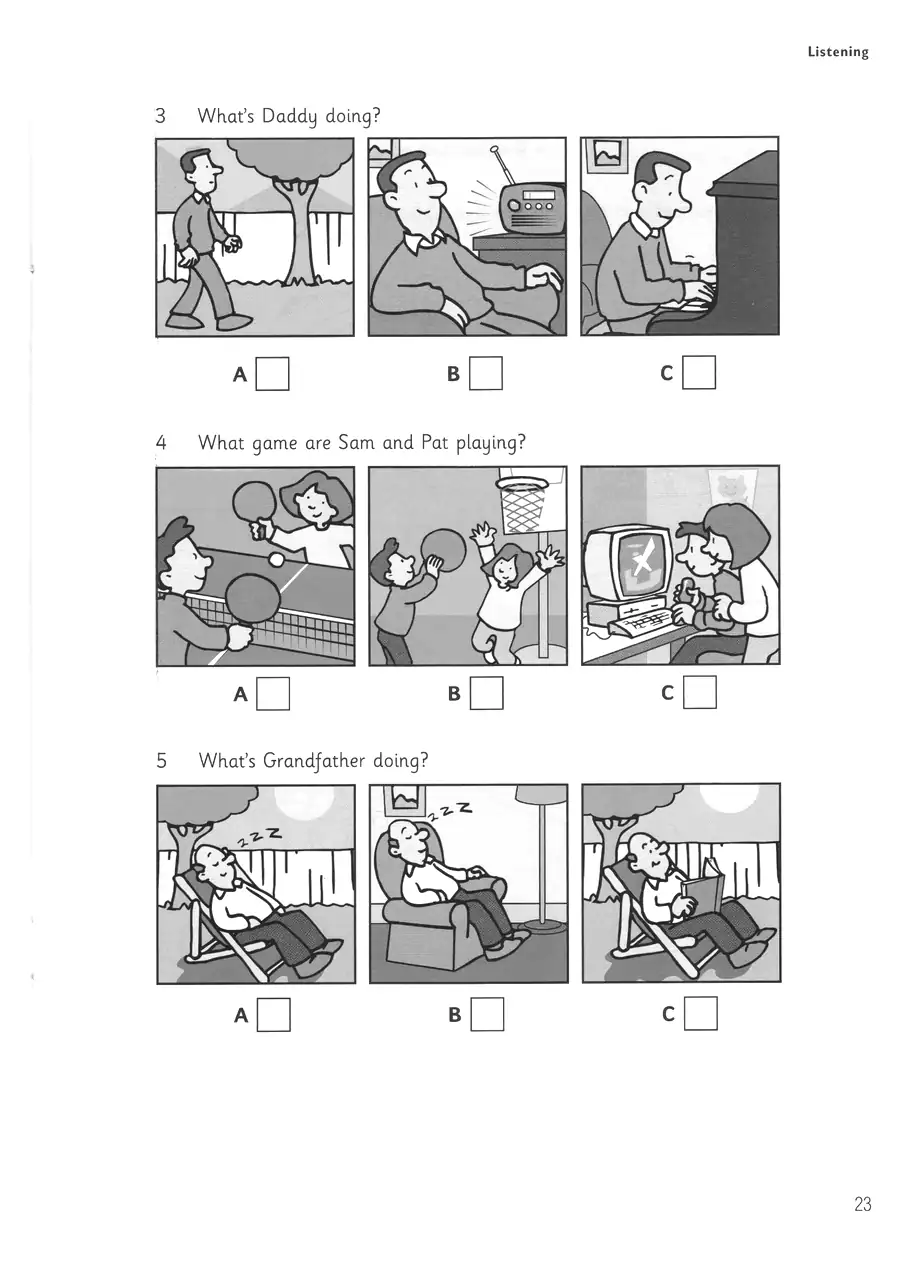 Listening
3 What's Daddy doing?
A B C
4 What game are Sam and Pat playing?
A B C
5 What's Grandfather doing?
z z z
z z z
A B C
23